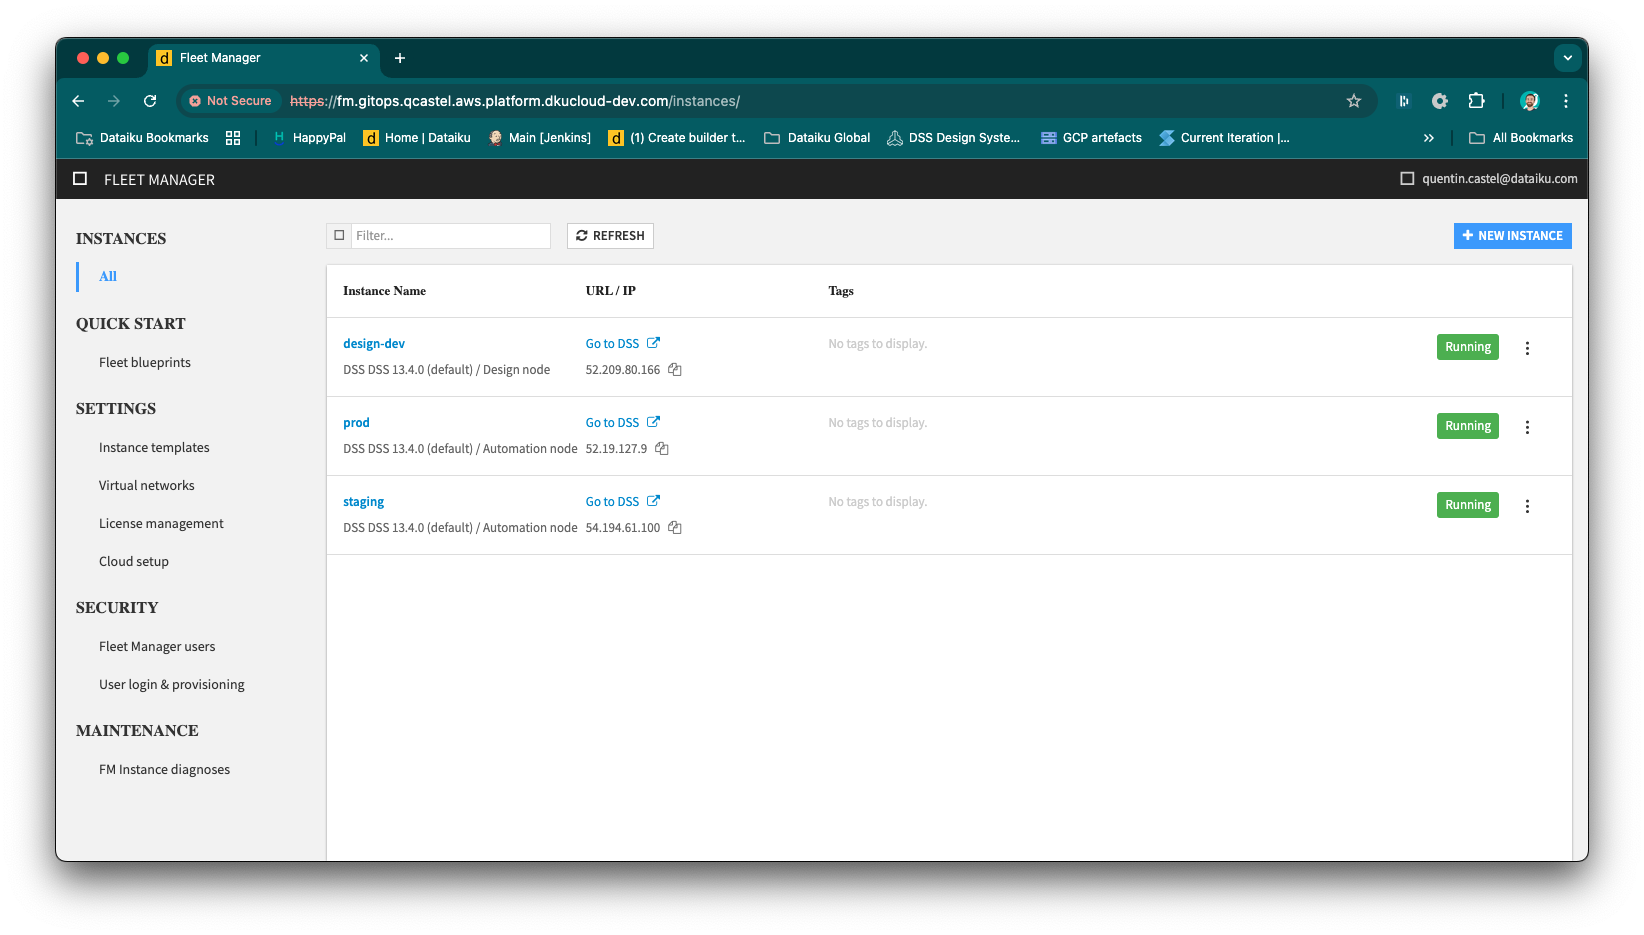 Fleet Manager
Not Secure https://fm.gitops.qcastel.aws.platform.dkucloud-dev.com/instances/
Dataiku Bookmarks HappyPal Home | Dataiku Main [Jenkins] (1) Create builder t... Dataiku Global DSS Design Syste... GCP artefacts Current Iteration |... All Bookmarks
FLEET MANAGER quentin.castel@dataiku.com
INSTANCES
All
QUICK START
Fleet blueprints
SETTINGS
Instance templates
Virtual networks
License management
Cloud setup
SECURITY
Fleet Manager users
User login & provisioning
MAINTENANCE
FM Instance diagnoses
Filter... REFRESH + NEW INSTANCE
Instance Name URL / IP Tags
design-dev Go to DSS No tags to display. Running
DSS DSS 13.4.0 (default) / Design node 52.209.80.166
prod Go to DSS No tags to display. Running
DSS DSS 13.4.0 (default) / Automation node 52.19.127.9
staging Go to DSS No tags to display. Running
DSS DSS 13.4.0 (default) / Automation node 54.194.61.100